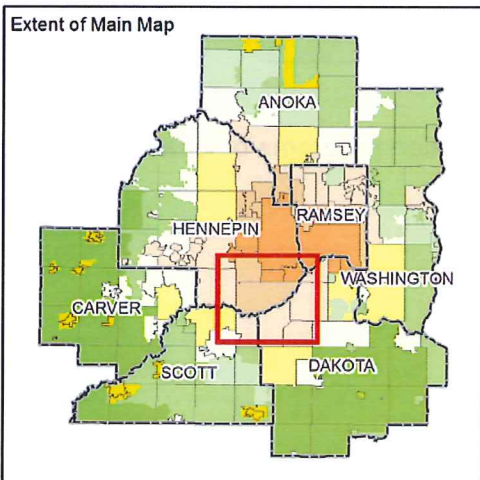 Extent of Main Map
ANOKA
HENNEPIN
RAMSEY
WASHINGTON
CARVER
SCOTT
DAKOTA